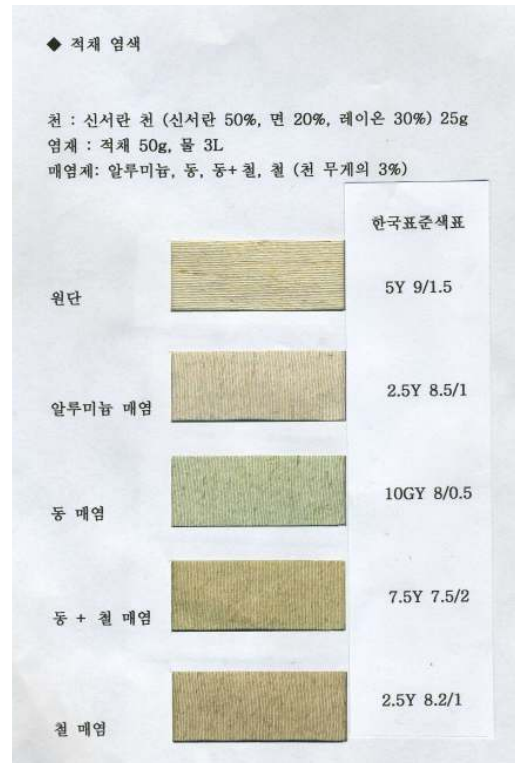 ◆ 적채 염색
천 : 신서란 천 (신서란 50%, 면 20%, 레이온 30%) 25g
염재 : 적채 50g, 물 3L
매염제: 알루미늄, 동, 동+철, 철 (천 무게의 3%)
한국표준색표
원단 5Y 9/1.5
알루미늄 매염 2.5Y 8.5/1
동 매염 10GY 8/0.5
동 + 철 매염 7.5Y 7.5/2
철 매염 2.5Y 8.2/1